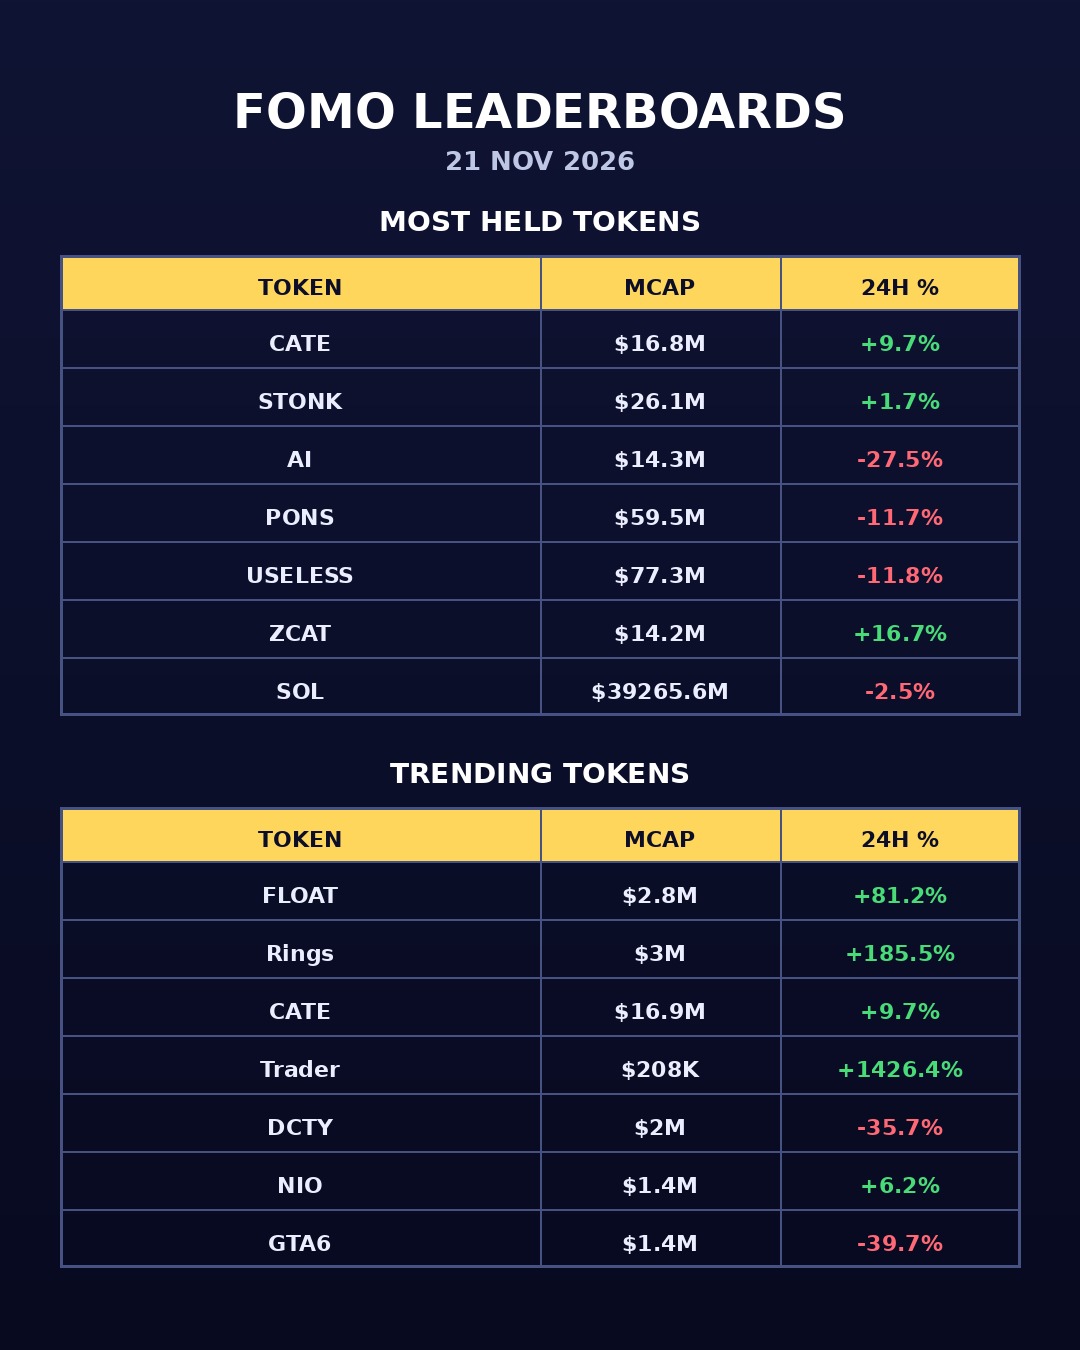 FOMO LEADERBOARDS
21 NOV 2026
MOST HELD TOKENS
TOKEN MCAP 24H %
CATE $16.8M +9.7%
STONK $26.1M +1.7%
AI $14.3M -27.5%
PONS $59.5M -11.7%
USELESS $77.3M -11.8%
ZCAT $14.2M +16.7%
SOL $39265.6M -2.5%
TRENDING TOKENS
TOKEN MCAP 24H %
FLOAT $2.8M +81.2%
Rings $3M +185.5%
CATE $16.9M +9.7%
Trader $208K +1426.4%
DCTY $2M -35.7%
NIO $1.4M +6.2%
GTA6 $1.4M -39.7%